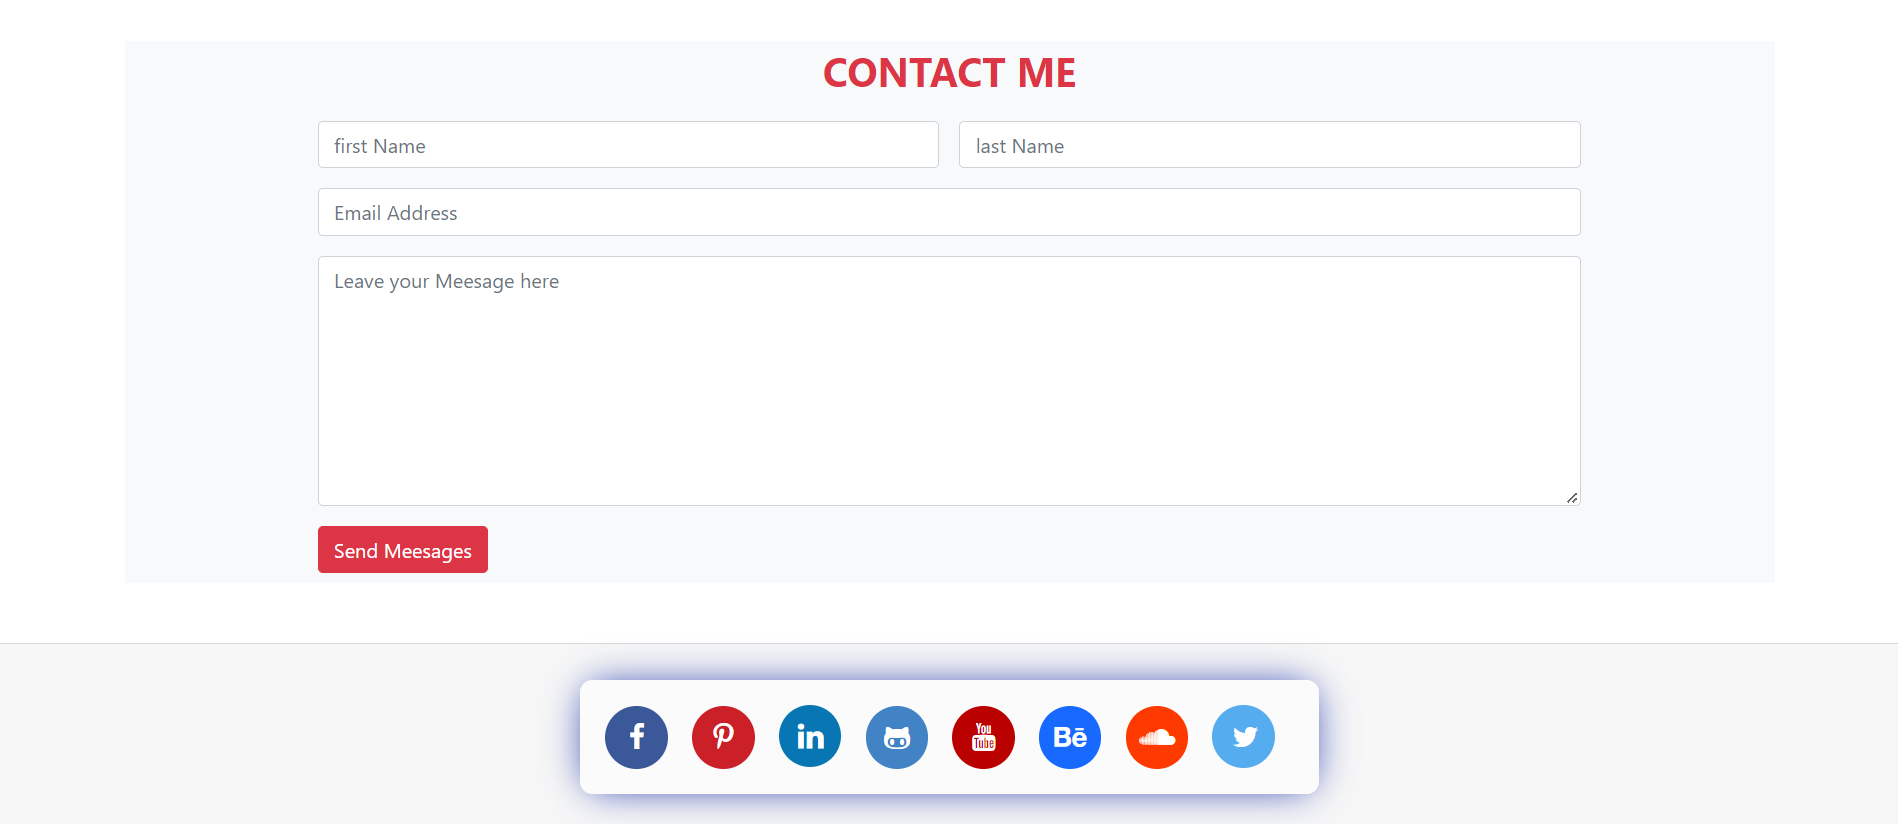 CONTACT ME
first Name
last Name
Email Address
Leave your Meesage here
Send Meesages
f
in
You
Tube
Bē